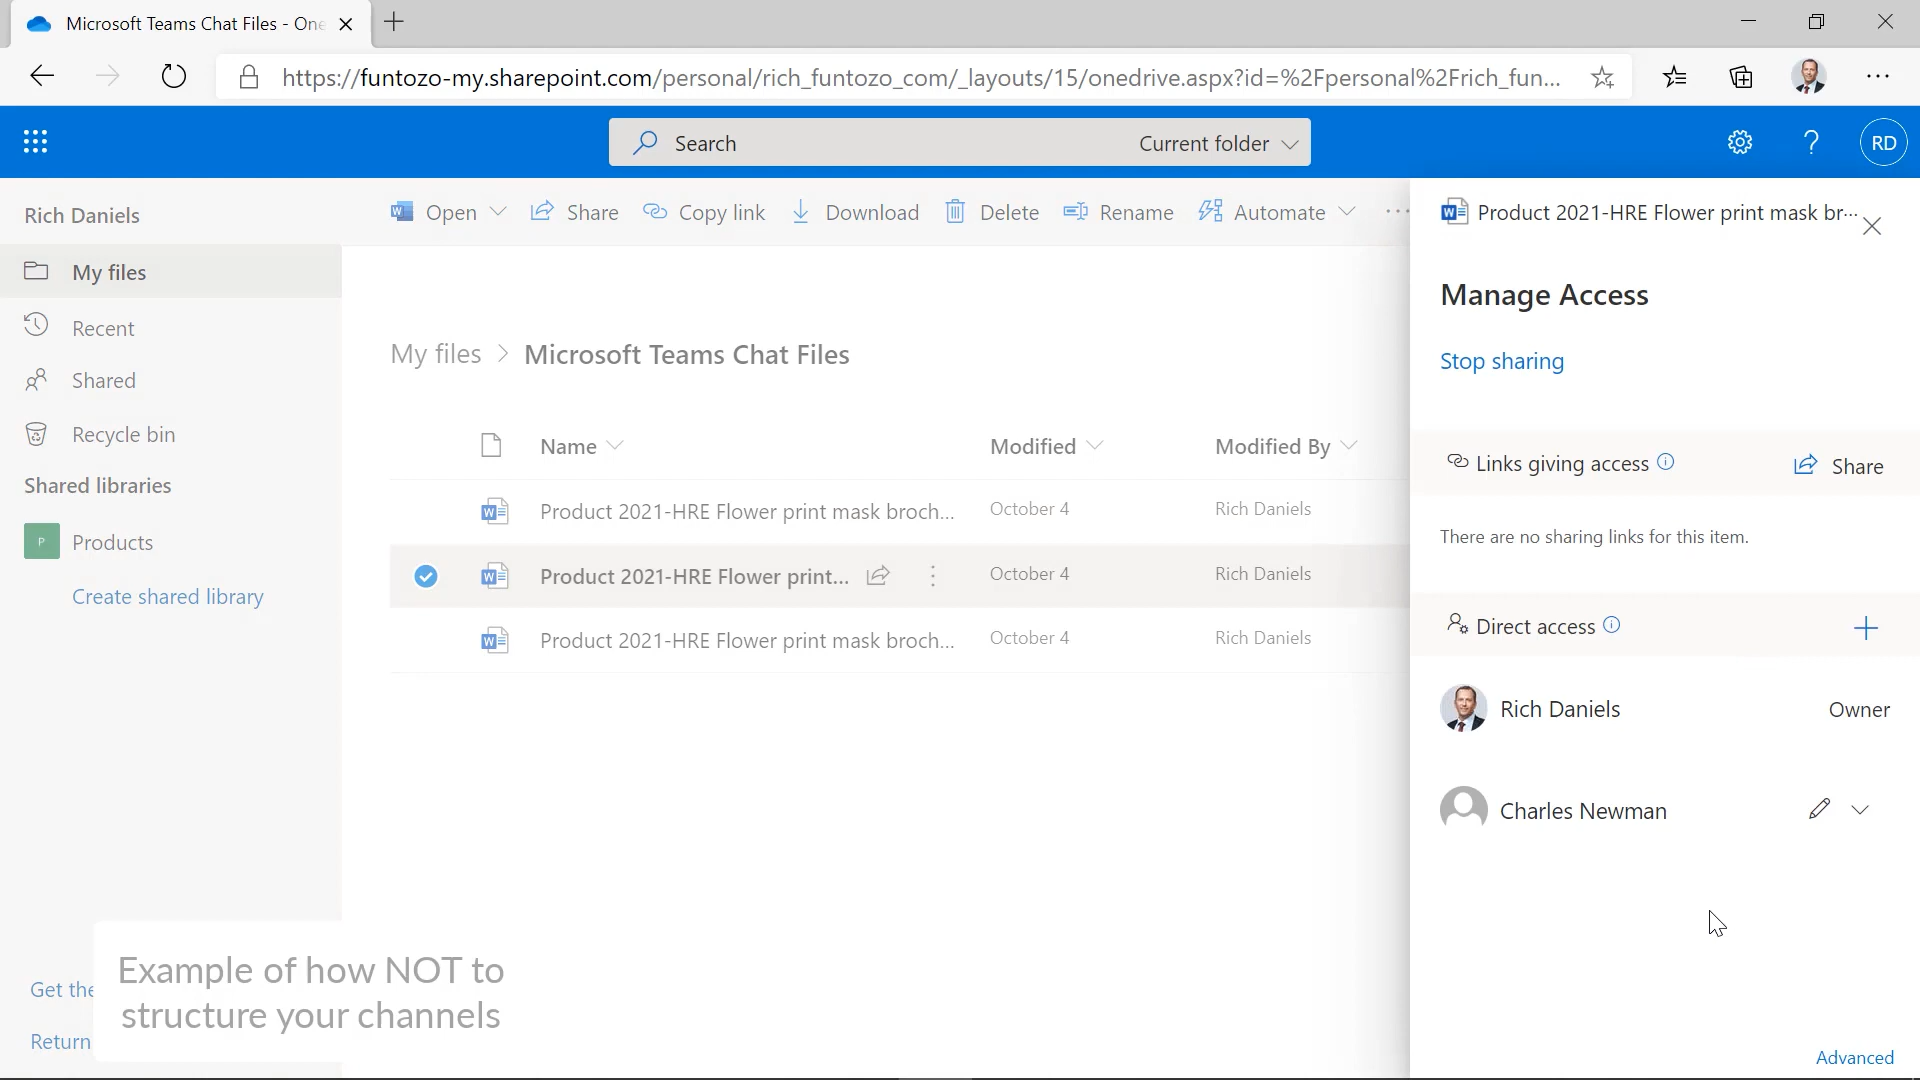 Microsoft Teams Chat Files - One
https://funtozo-my.sharepoint.com/personal/rich_funtozo_com/_layouts/15/onedrive.aspx?id=%2Fpersonal%2Frich_fun...
Search
Current folder
RD
Rich Daniels
My files
Recent
Shared
Recycle bin
Shared libraries
P
Products
Create shared library
Get the
Return
Open
Share
Copy link
Download
Delete
Rename
Automate
My files > Microsoft Teams Chat Files
Name Modified Modified By
Product 2021-HRE Flower print mask broch... October 4 Rich Daniels
Product 2021-HRE Flower print... October 4 Rich Daniels
Product 2021-HRE Flower print mask broch... October 4 Rich Daniels
Example of how NOT to
structure your channels
Product 2021-HRE Flower print mask br...
Manage Access
Stop sharing
Links giving access
Share
There are no sharing links for this item.
Direct access
Rich Daniels Owner
Charles Newman
Advanced